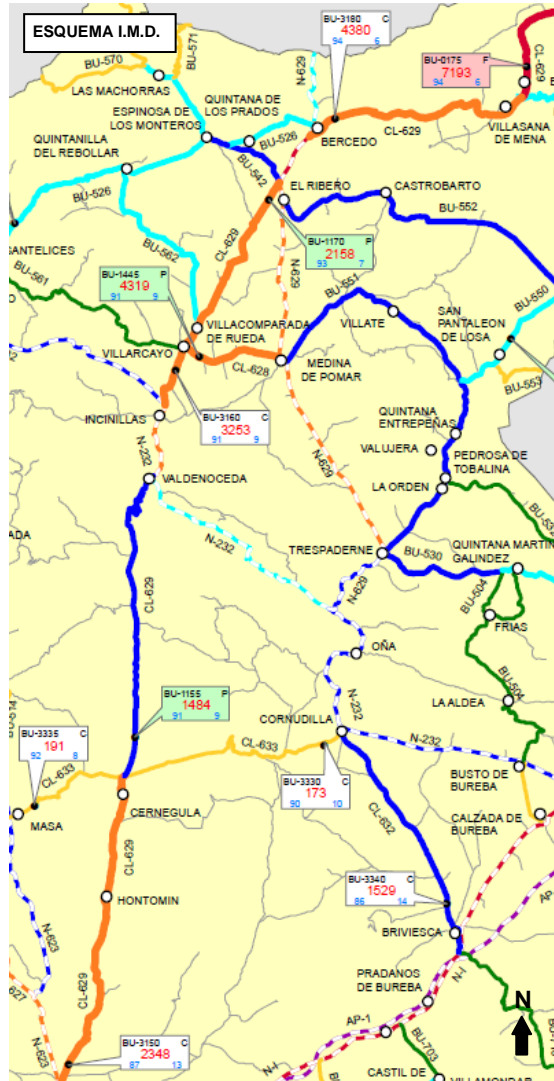 ESQUEMA I.M.D.
BU-570
BU-571
LAS MACHORRAS
BU-3180 C
4380
94 6
BU-0175 F
7193
94 6
CL-629
N-629
QUINTANA DE
LOS PRADOS
ESPINOSA DE
LOS MONTEROS
BU-526
BERCEDO
CL-629
VILLASANA
DE MENA
QUINTANILLA
DEL REBOLLAR
BU-542
EL RIBERO
CASTROBARTO
BU-526
BU-552
BU-562
CL-629
BU-1170 P
2158
93 7
SANTELICES
BU-561
BU-1445 P
4319
91 9
N-629
BU-551
BU-550
VILLATE
SAN
PANTALEON
DE LOSA
VILLACOMPARADA
DE RUEDA
VILLARCAYO
CL-628
MEDINA
DE POMAR
BU-553
BU-3160 C
3253
91 9
INCINILLAS
QUINTANA
ENTREPEÑAS
VALUJERA
N-232
N-629
PEDROSA DE
TOBALINA
VALDENOCEDA
LA ORDEN
BU-532
ADA
N-232
TRESPADERNE
BU-530
QUINTANA MARTIN
GALINDEZ
CL-629
N-629
BU-504
FRIAS
OÑA
BU-1155 P
1484
91 9
N-232
LA ALDEA
BU-504
CORNUDILLA
BU-3335 C
191
92 8
CL-633
CL-633
N-232
BUSTO DE
BUREBA
BU-3330 C
173
90 10
MASA
CERNEGULA
CALZADA DE
BUREBA
CL-632
CL-629
BU-3340 C
1529
86 14
HONTOMIN
N-623
BRIVIESCA
N-I
AP-
CL-629
PRADANOS
DE BUREBA
N
627
N-623
AP-1
BU-3150 C
2348
87 13
N-I
BU-703
CASTIL DE
VILLAMONDAR